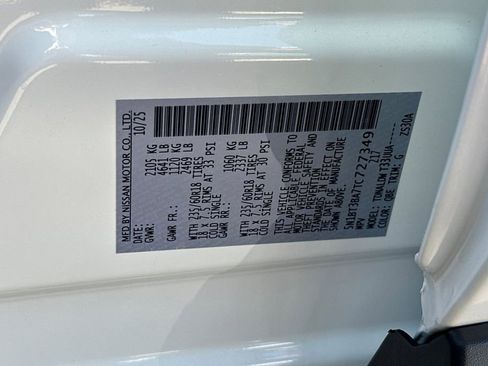 MFD BY NISSAN MOTOR CO., LTD.
DATE: 10/25
GVWR: 2105 KG
4641 LB
GAWR FR.: 1120 KG
2469 LB
WITH 235/60R18 TIRES
18 X 7.5 RIMS AT 33 PSI
COLD SINGLE
GAWR RR.: 1060 KG
2337 LB
WITH 235/60R18 TIRES
18 X 7.5 RIMS AT 30 PSI
COLD SINGLE
THIS VEHICLE CONFORMS TO
ALL APPLICABLE FEDERAL
MOTOR VEHICLE SAFETY AND
THEFT PREVENTION
STANDARDS IN EFFECT ON
THE DATE OF MANUFACTURE
SHOWN ABOVE.
5N1BT3BA7TC727349
MPV 217
MODEL:
COLOR: QBE TRIM: G Z530A